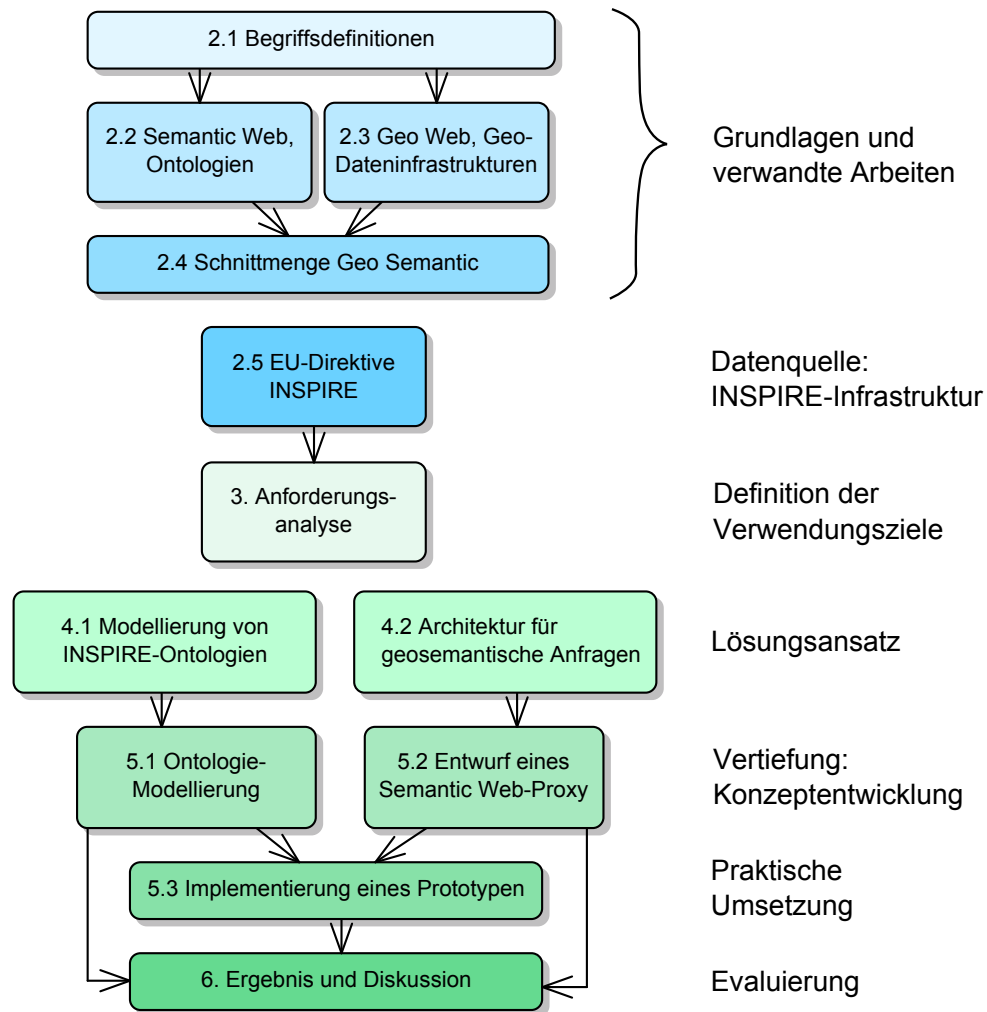 2.1 Begriffsdefinitionen
2.2 Semantic Web,
Ontologien
2.3 Geo Web, Geo-
Dateninfrastrukturen
2.4 Schnittmenge Geo Semantic
Grundlagen und
verwandte Arbeiten
2.5 EU-Direktive
INSPIRE
Datenquelle:
INSPIRE-Infrastruktur
3. Anforderungs-
analyse
Definition der
Verwendungsziele
4.1 Modellierung von
INSPIRE-Ontologien
4.2 Architektur für
geosemantische Anfragen
Lösungsansatz
5.1 Ontologie-
Modellierung
5.2 Entwurf eines
Semantic Web-Proxy
Vertiefung:
Konzeptentwicklung
5.3 Implementierung eines Prototypen
Praktische
Umsetzung
6. Ergebnis und Diskussion
Evaluierung